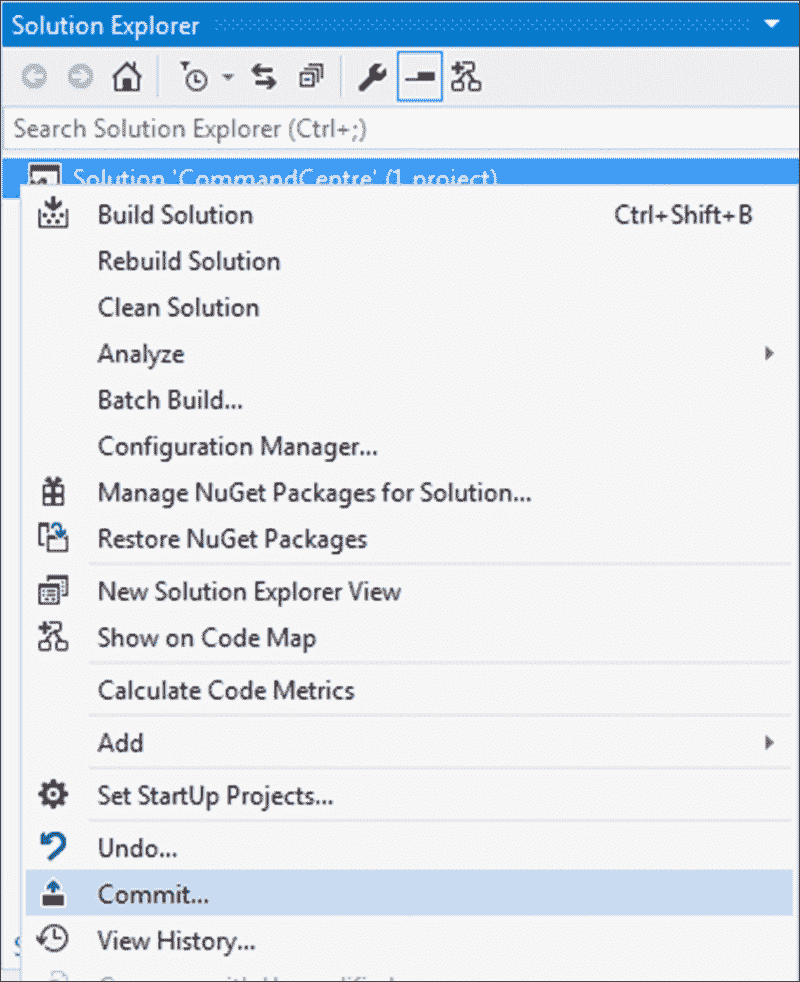 Solution Explorer
Search Solution Explorer (Ctrl+;)
Solution 'CommandCentre' (1 project)
Build Solution Ctrl+Shift+B
Rebuild Solution
Clean Solution
Analyze
Batch Build...
Configuration Manager...
Manage NuGet Packages for Solution...
Restore NuGet Packages
New Solution Explorer View
Show on Code Map
Calculate Code Metrics
Add
Set StartUp Projects...
Undo...
Commit...
View History...